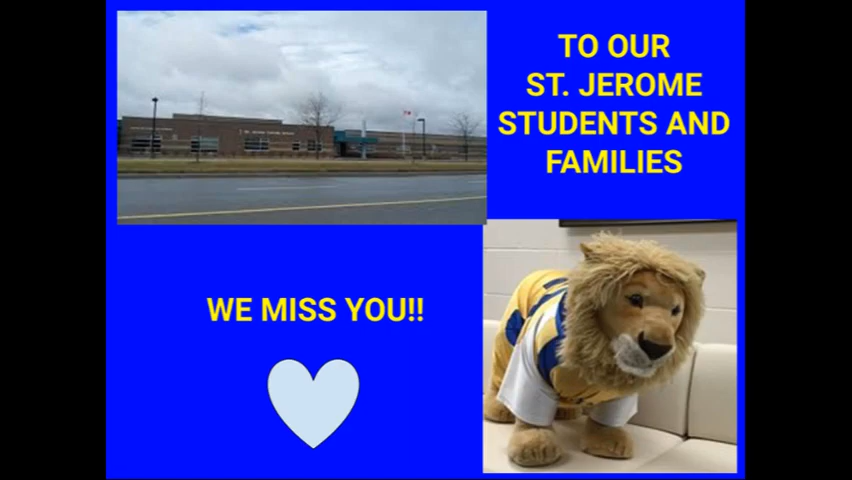 TO OUR
ST. JEROME
STUDENTS AND
FAMILIES
WE MISS YOU!!